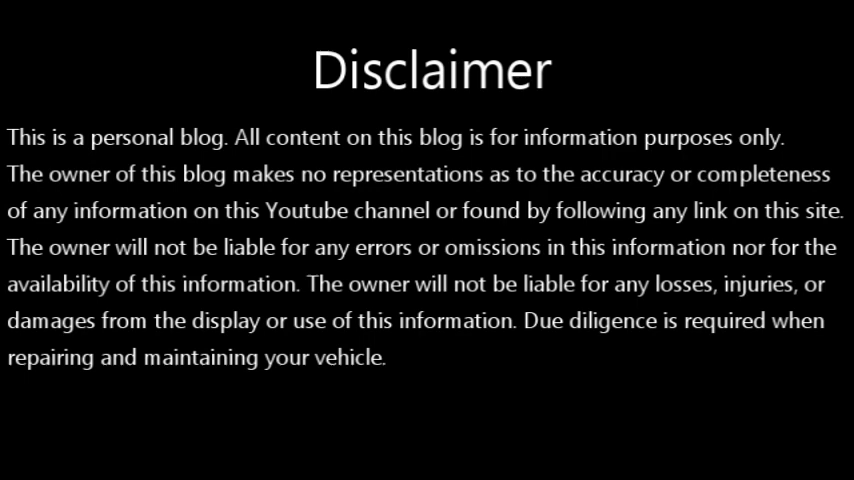 Disclaimer
This is a personal blog. All content on this blog is for information purposes only.
The owner of this blog makes no representations as to the accuracy or completeness
of any information on this Youtube channel or found by following any link on this site.
The owner will not be liable for any errors or omissions in this information nor for the
availability of this information. The owner will not be liable for any losses, injuries, or
damages from the display or use of this information. Due diligence is required when
repairing and maintaining your vehicle.